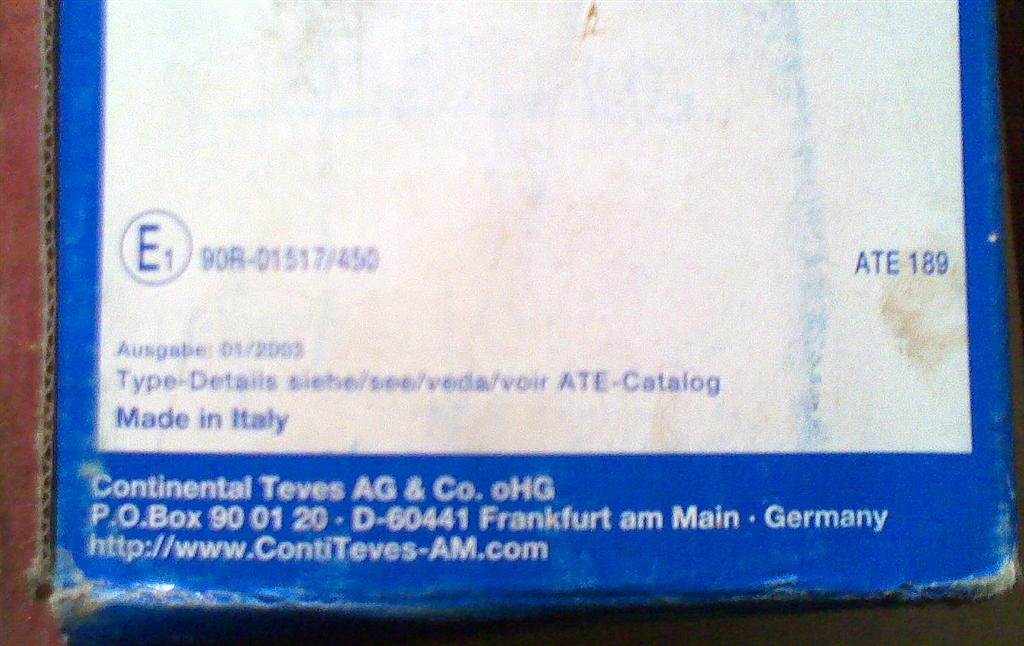 E1 90R-01517/450 ATE 189
Ausgabe: 01/2003
Type-Details siehe/see/veda/voir ATE-Catalog
Made in Italy
Continental Teves AG & Co. oHG
P.O.Box 90 01 20 · D-60441 Frankfurt am Main · Germany
http://www.ContiTeves-AM.com